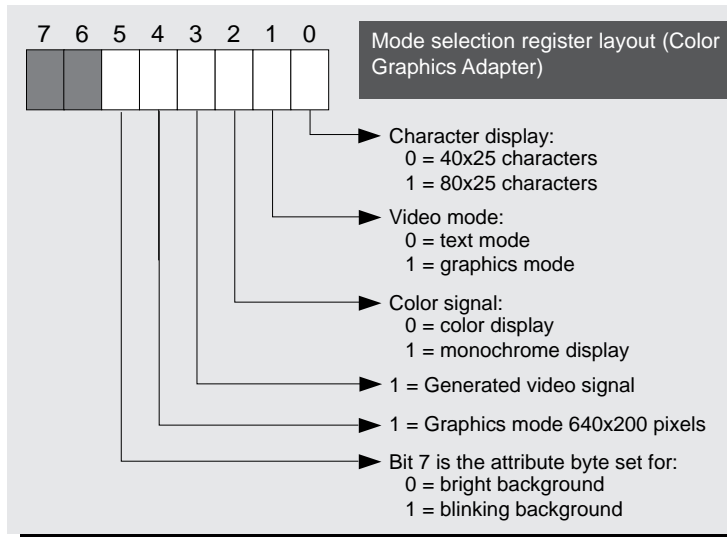 7 6 5 4 3 2 1 0
Mode selection register layout (Color
Graphics Adapter)
Character display:
0 = 40x25 characters
1 = 80x25 characters
Video mode:
0 = text mode
1 = graphics mode
Color signal:
0 = color display
1 = monochrome display
1 = Generated video signal
1 = Graphics mode 640x200 pixels
Bit 7 is the attribute byte set for:
0 = bright background
1 = blinking background